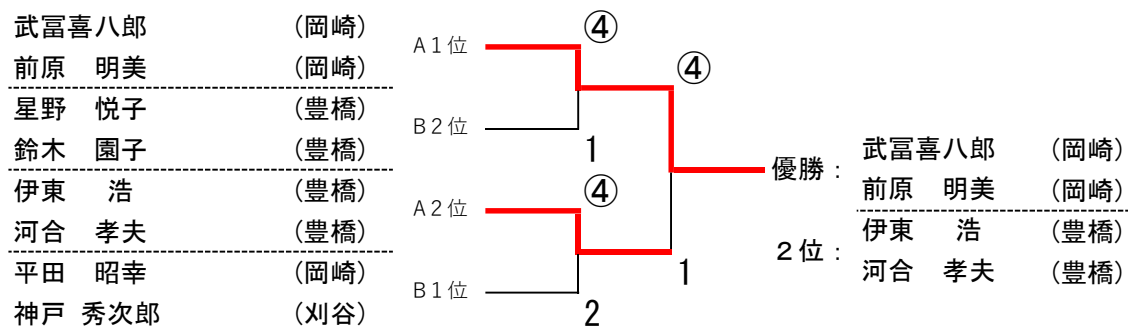 武冨喜八郎 (岡崎)
前原 明美 (岡崎)
星野 悦子 (豊橋)
鈴木 園子 (豊橋)
伊東 浩 (豊橋)
河合 孝夫 (豊橋)
平田 昭幸 (岡崎)
神戸 秀次郎 (刈谷)
A1位
④
B2位
1
A2位
④
B1位
2
④
1
優勝：
武冨喜八郎 (岡崎)
前原 明美 (岡崎)
２位：
伊東 浩 (豊橋)
河合 孝夫 (豊橋)